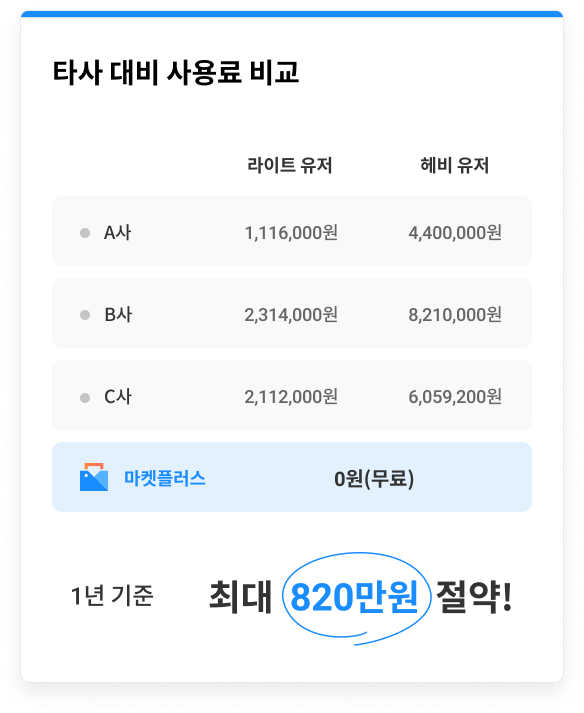 타사 대비 사용료 비교
라이트 유저 헤비 유저
A사 1,116,000원 4,400,000원
B사 2,314,000원 8,210,000원
C사 2,112,000원 6,059,200원
마켓플러스 0원(무료)
1년 기준 최대 820만원 절약!